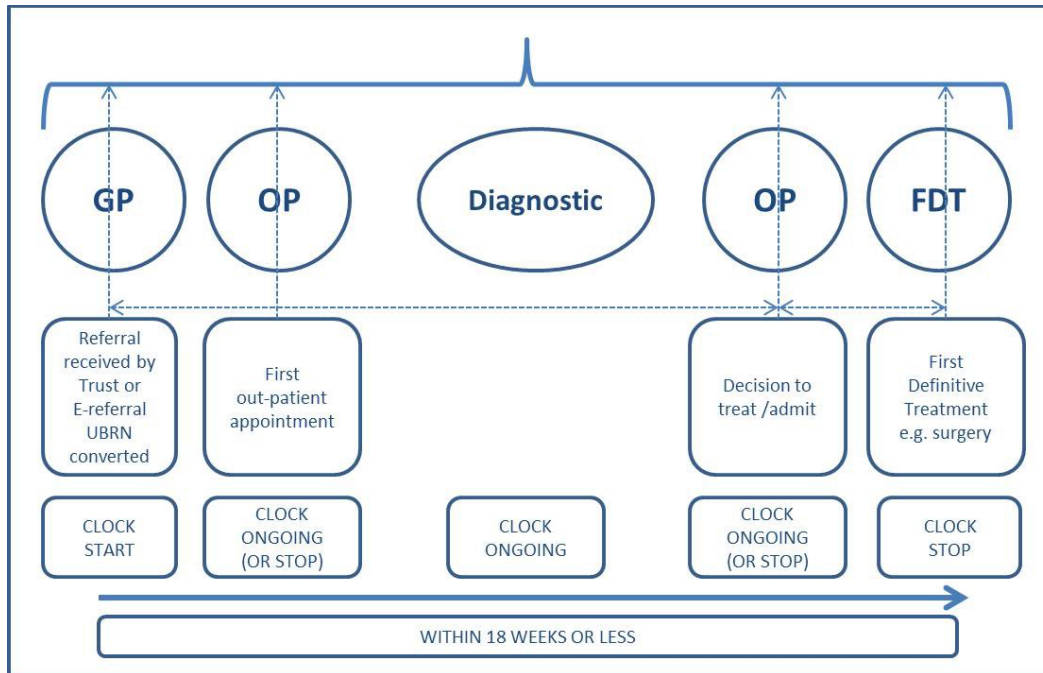 GP
OP
Diagnostic
OP
FDT
Referral
received by
Trust or
E-referral
UBRN
converted
First
out-patient
appointment
Decision to
treat /admit
First
Definitive
Treatment
e.g. surgery
CLOCK
START
CLOCK
ONGOING
(OR STOP)
CLOCK
ONGOING
CLOCK
ONGOING
(OR STOP)
CLOCK
STOP
WITHIN 18 WEEKS OR LESS